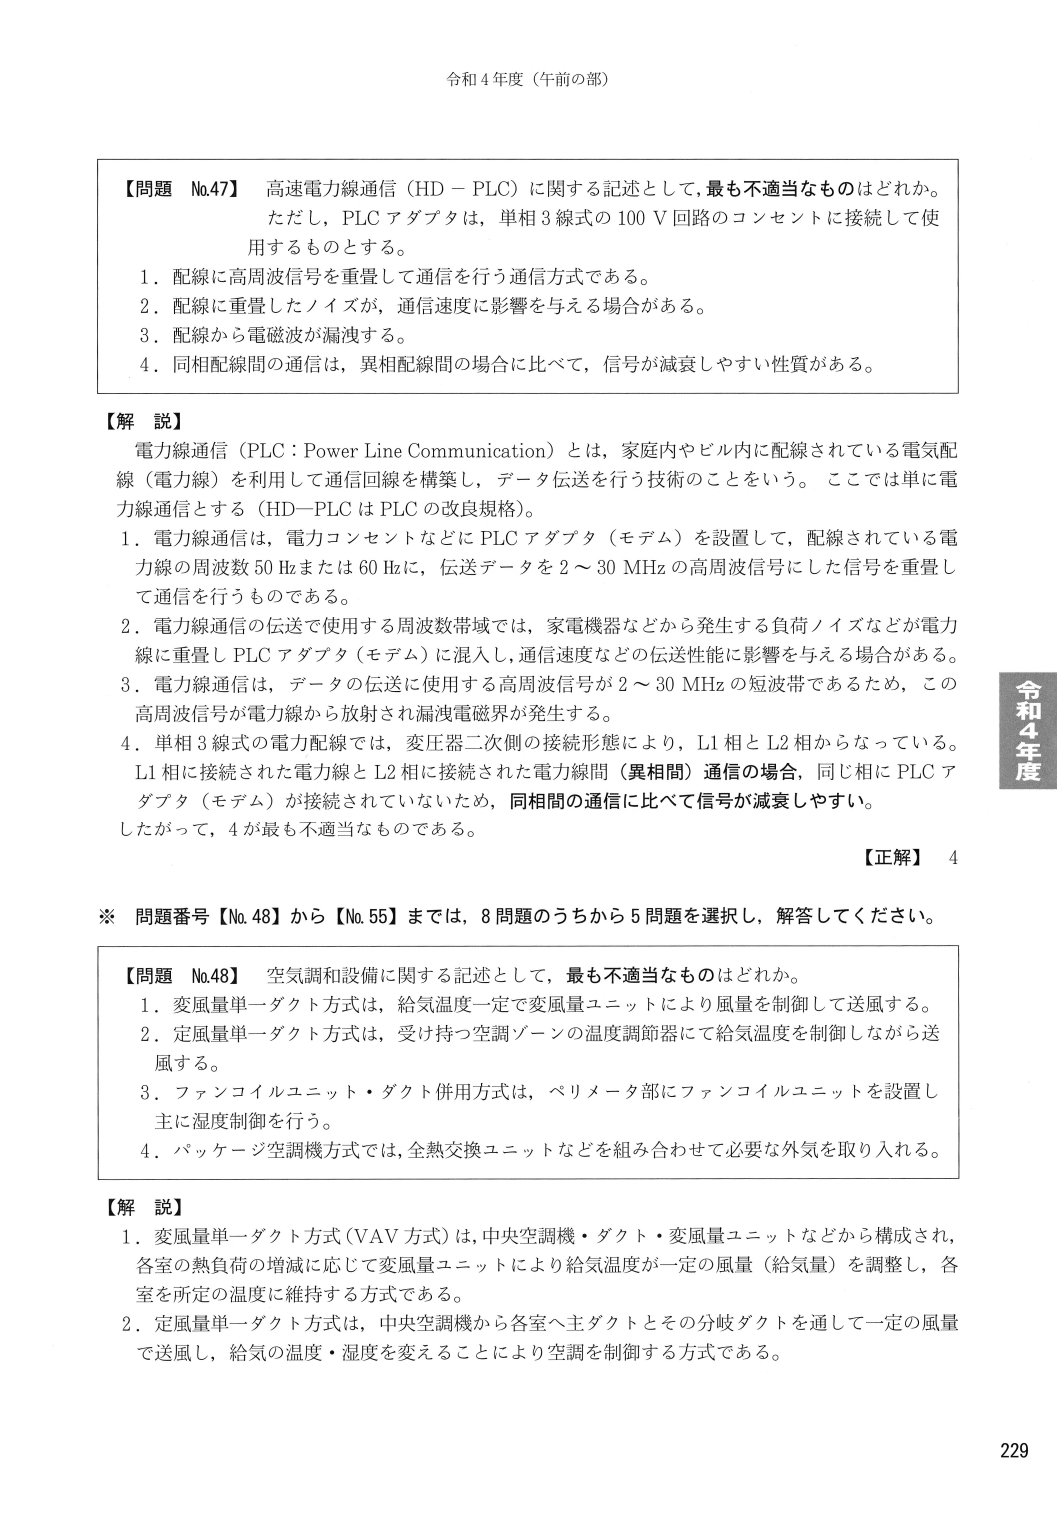 令和4年度（午前の部）
【問題　№47】　高速電力線通信（HD－PLC）に関する記述として，最も不適当なものはどれか。
ただし，PLCアダプタは，単相3線式の100 V回路のコンセントに接続して使
用するものとする。
1．配線に高周波信号を重畳して通信を行う通信方式である。
2．配線に重畳したノイズが，通信速度に影響を与える場合がある。
3．配線から電磁波が漏洩する。
4．同相配線間の通信は，異相配線間の場合に比べて，信号が減衰しやすい性質がある。
【解　説】
電力線通信（PLC：Power Line Communication）とは，家庭内やビル内に配線されている電気配
線（電力線）を利用して通信回線を構築し，データ伝送を行う技術のことをいう。ここでは単に電
力線通信とする（HD―PLCはPLCの改良規格）。
1．電力線通信は，電力コンセントなどにPLCアダプタ（モデム）を設置して，配線されている電
力線の周波数50 Hzまたは60 Hzに，伝送データを2～30 MHzの高周波信号にした信号を重畳し
て通信を行うものである。
2．電力線通信の伝送で使用する周波数帯域では，家電機器などから発生する負荷ノイズなどが電力
線に重畳しPLCアダプタ（モデム）に混入し，通信速度などの伝送性能に影響を与える場合がある。
3．電力線通信は，データの伝送に使用する高周波信号が2～30 MHzの短波帯であるため，この
高周波信号が電力線から放射され漏洩電磁界が発生する。
4．単相3線式の電力配線では，変圧器二次側の接続形態により，L1相とL2相からなっている。
L1相に接続された電力線とL2相に接続された電力線間（異相間）通信の場合，同じ相にPLCア
ダプタ（モデム）が接続されていないため，同相間の通信に比べて信号が減衰しやすい。
したがって，4が最も不適当なものである。
【正解】　4
令和4年度
※　問題番号【№48】から【№55】までは，8問題のうちから5問題を選択し，解答してください。
【問題　№48】　空気調和設備に関する記述として，最も不適当なものはどれか。
1．変風量単一ダクト方式は，給気温度一定で変風量ユニットにより風量を制御して送風する。
2．定風量単一ダクト方式は，受け持つ空調ゾーンの温度調節器にて給気温度を制御しながら送
風する。
3．ファンコイルユニット・ダクト併用方式は，ペリメータ部にファンコイルユニットを設置し
主に湿度制御を行う。
4．パッケージ空調機方式では，全熱交換ユニットなどを組み合わせて必要な外気を取り入れる。
【解　説】
1．変風量単一ダクト方式（VAV方式）は，中央空調機・ダクト・変風量ユニットなどから構成され，
各室の熱負荷の増減に応じて変風量ユニットにより給気温度が一定の風量（給気量）を調整し，各
室を所定の温度に維持する方式である。
2．定風量単一ダクト方式は，中央空調機から各室へ主ダクトとその分岐ダクトを通して一定の風量
で送風し，給気の温度・湿度を変えることにより空調を制御する方式である。
229